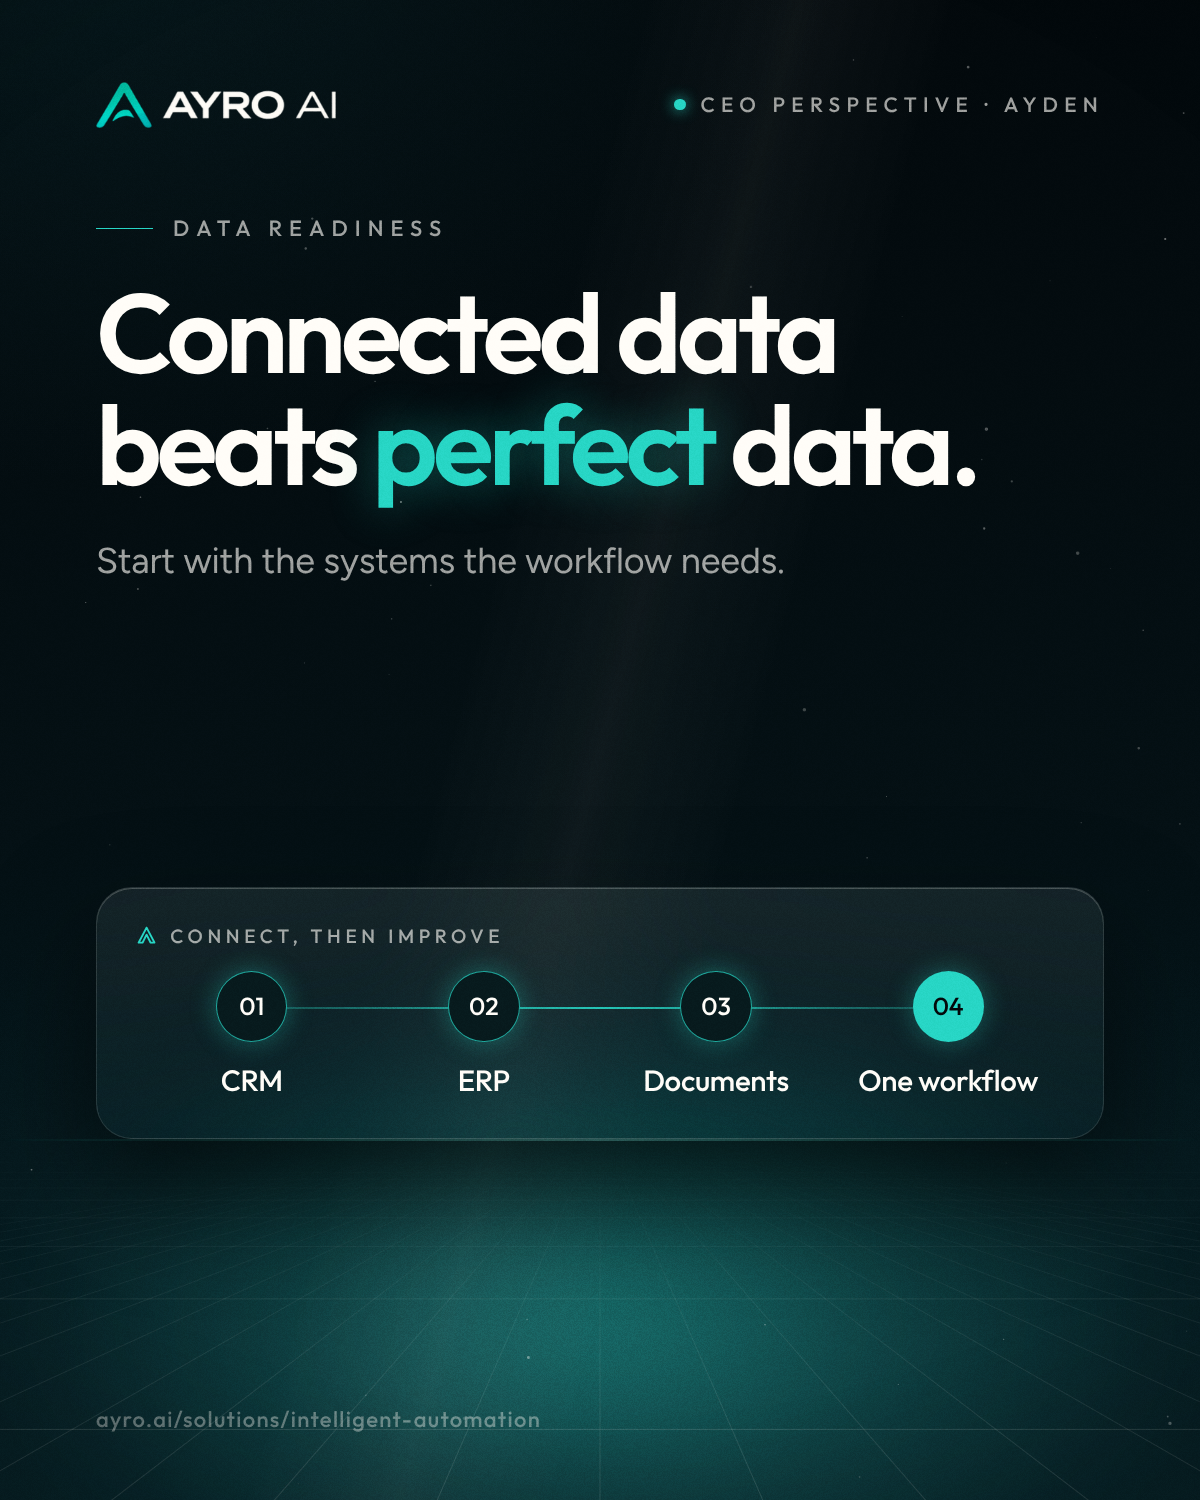 AYRO AI
CEO PERSPECTIVE · AYDEN
DATA READINESS
Connected data
beats perfect data.
Start with the systems the workflow needs.
CONNECT, THEN IMPROVE
01
02
03
04
CRM
ERP
Documents
One workflow
ayro.ai/solutions/intelligent-automation